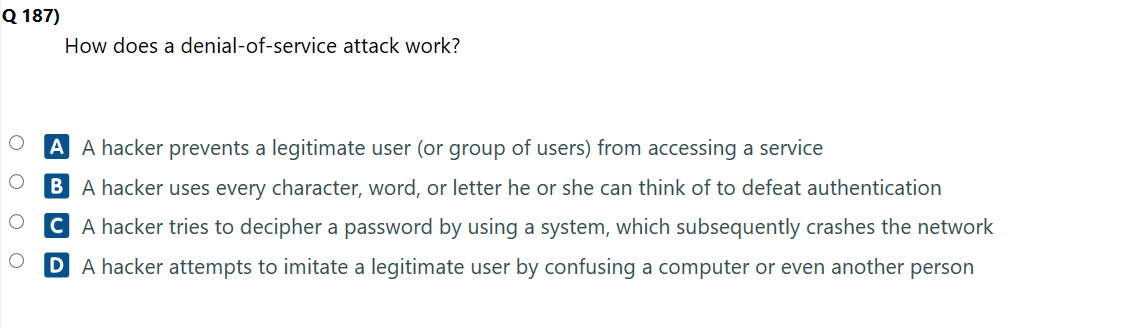 Q 187)
How does a denial-of-service attack work?
A A hacker prevents a legitimate user (or group of users) from accessing a service
B A hacker uses every character, word, or letter he or she can think of to defeat authentication
C A hacker tries to decipher a password by using a system, which subsequently crashes the network
D A hacker attempts to imitate a legitimate user by confusing a computer or even another person